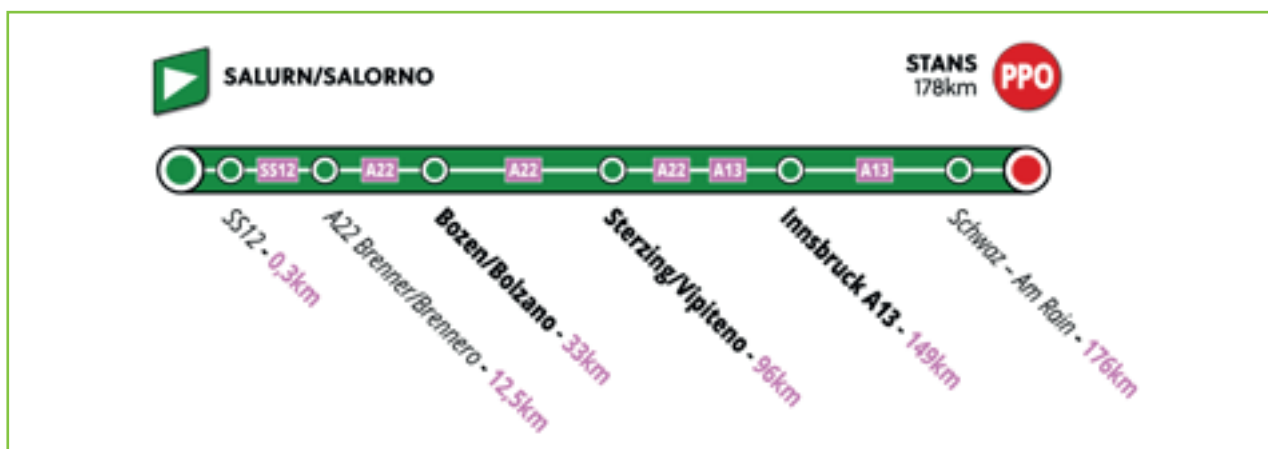 SALURN/SALORNO
STANS
178km
PPO
SS12
A22
A22
A22
A13
A13
SS12 - 0,3km
A22 Brenner/Brennero - 12,5km
Bozen/Bolzano - 33km
Sterzing/Vipiteno - 96km
Innsbruck A13 - 149km
Schwaz - Am Rain - 176km